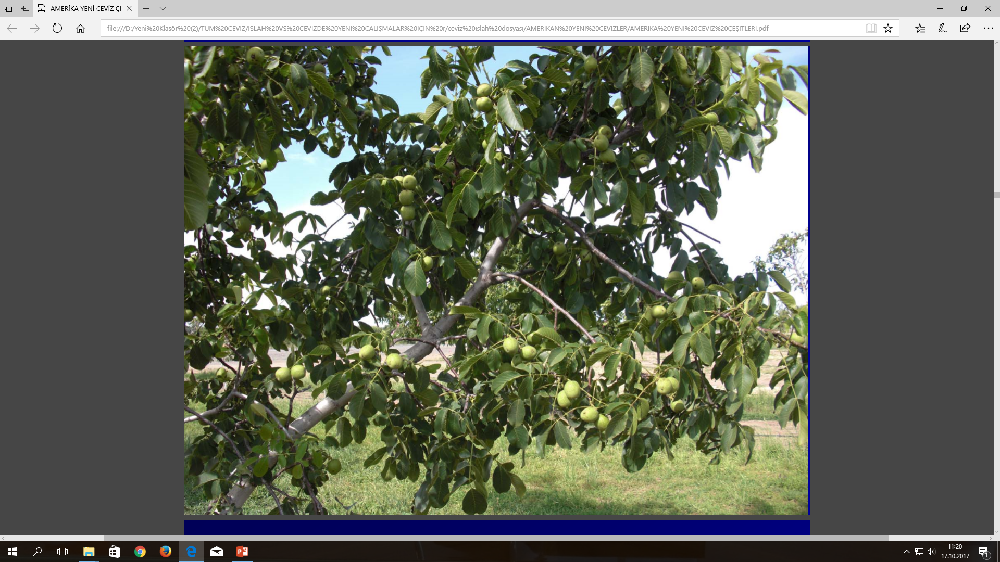 AMERİKA YENİ CEVİZ ÇI
file:///D:/Yeni%20Klasör%20(2)/TÜM%20CEVİZ/ISLAH%20VS%20CEVİZDE%20YENİ%20ÇALIŞMALAR%20İÇİN%20r/ceviz%20ıslah%20dosyası/AMERİKAN%20YENİ%20CEVİZLER/AMERİKA%20YENİ%20CEVİZ%20ÇEŞİTLERİ.pdf
11:20
17.10.2017
1